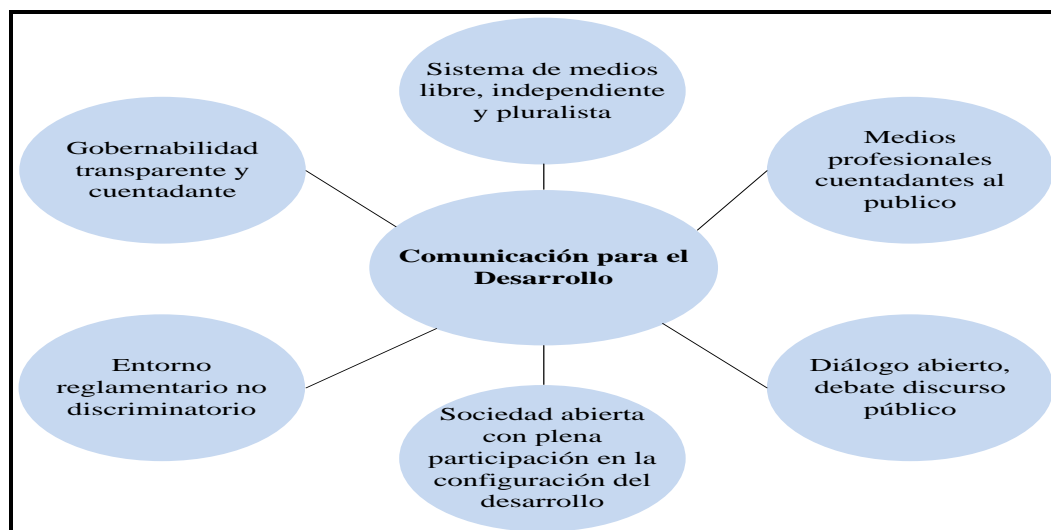 Sistema de medios
libre, independiente
y pluralista
Gobernabilidad
transparente y
cuentadante
Medios
profesionales
cuentadantes al
publico
Comunicación para el
Desarrollo
Entorno
reglamentario no
discriminatorio
Diálogo abierto,
debate discurso
público
Sociedad abierta
con plena
participación en la
configuración del
desarrollo